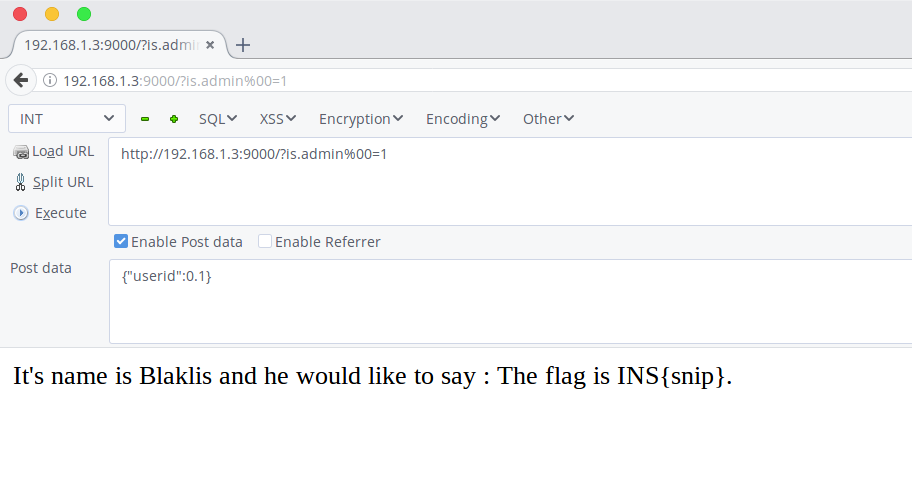 192.168.1.3:9000/?is.admi
192.168.1.3:9000/?is.admin%00=1
INT SQL XSS Encryption Encoding Other
Load URL http://192.168.1.3:9000/?is.admin%00=1
Split URL
Execute
Enable Post data Enable Referrer
Post data {"userid":0.1}
It's name is Blaklis and he would like to say : The flag is INS{snip}.